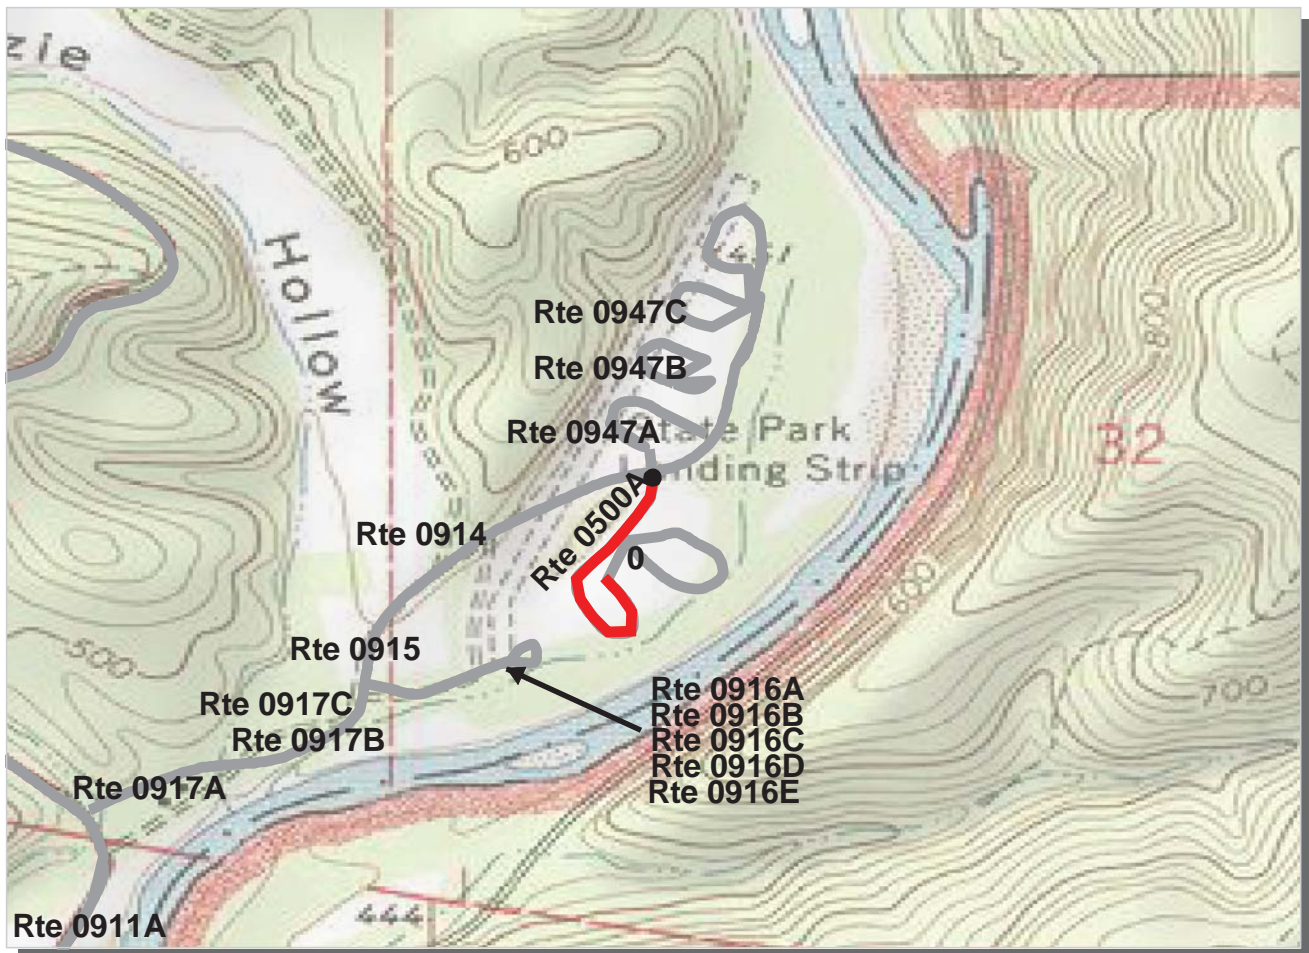 zie
600
Hollow
451
Rte 0947C
800
Rte 0947B
Rte 0947A
State Park
32
Landing Strip
Rte 0500A
Rte 0914
0
600
Rte 0915
500
Rte 0916A
700
Rte 0917C
Rte 0916B
Rte 0917B
Rte 0916C
Rte 0916D
Rte 0917A
Rte 0916E
444
Rte 0911A